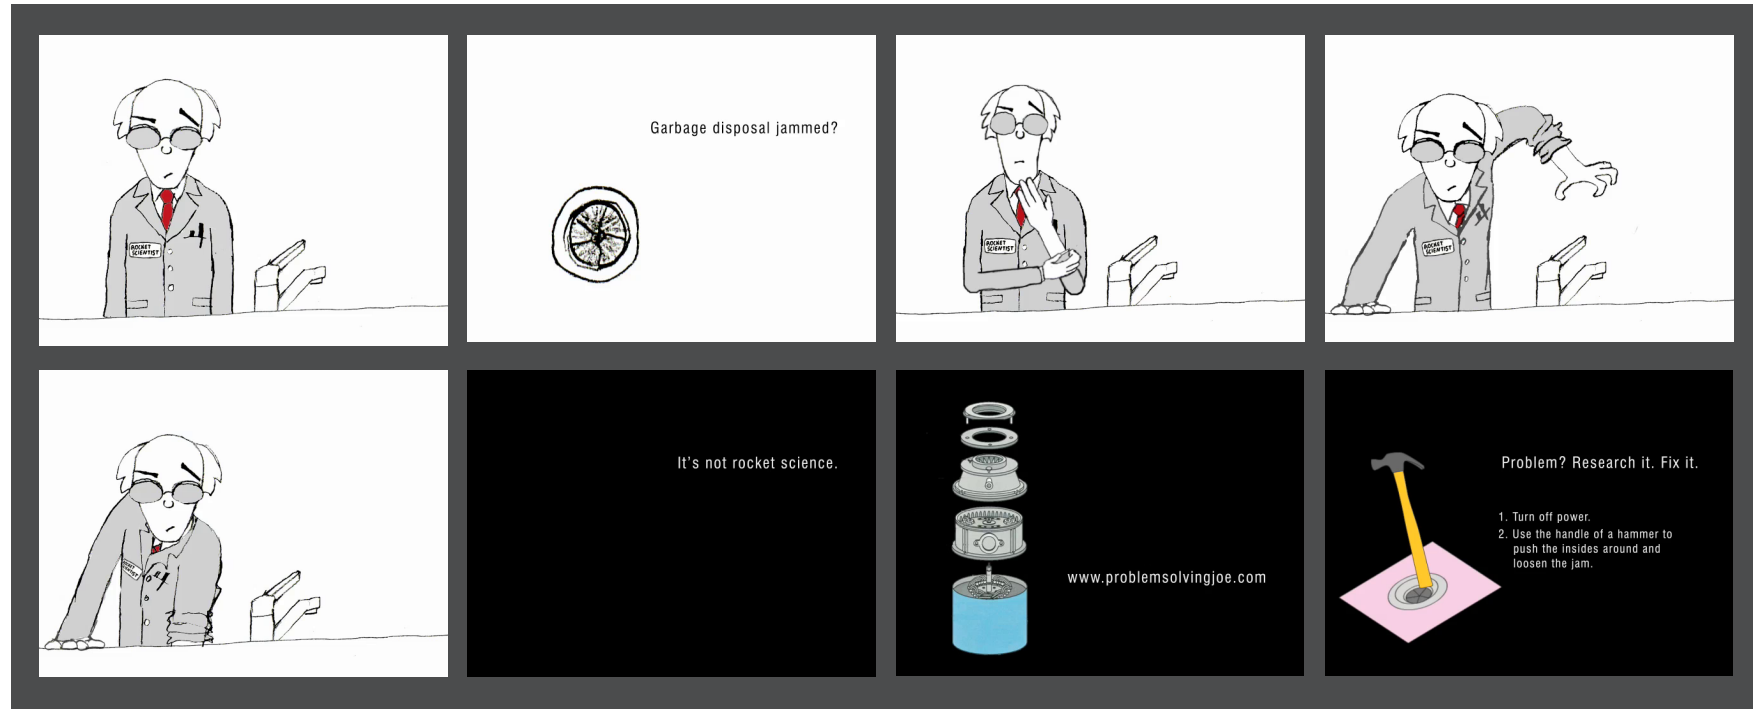 ROCKET
SCIENTIST
Garbage disposal jammed?
ROCKET
SCIENTIST
ROCKET
SCIENTIST
ROCKET
SCIENTIST
It's not rocket science.
www.problemsolvingjoe.com
Problem? Research it. Fix it.
1. Turn off power.
2. Use the handle of a hammer to
push the insides around and
loosen the jam.